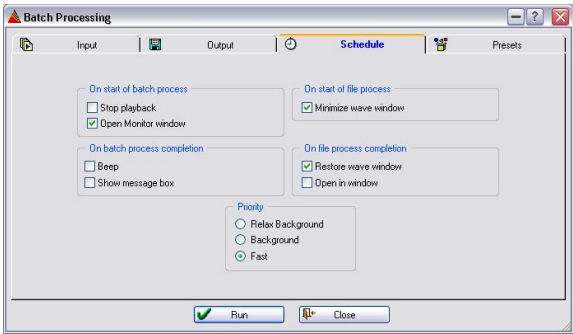 Batch Processing
Input Output Schedule Presets
On start of batch process
Stop playback
Open Monitor window
On start of file process
Minimize wave window
On batch process completion
Beep
Show message box
On file process completion
Restore wave window
Open in window
Priority
Relax Background
Background
Fast
Run Close